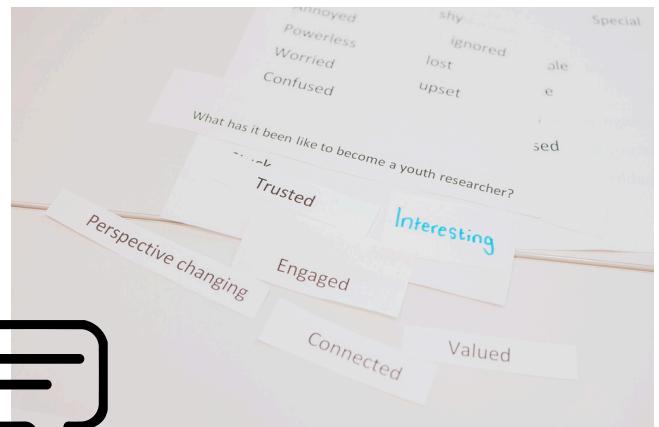 Annoyed shy Special
Powerless ignored
Worried lost
Confused upset
What has it been like to become a youth researcher?
Trusted
Interesting
Perspective changing
Engaged
Connected
Valued